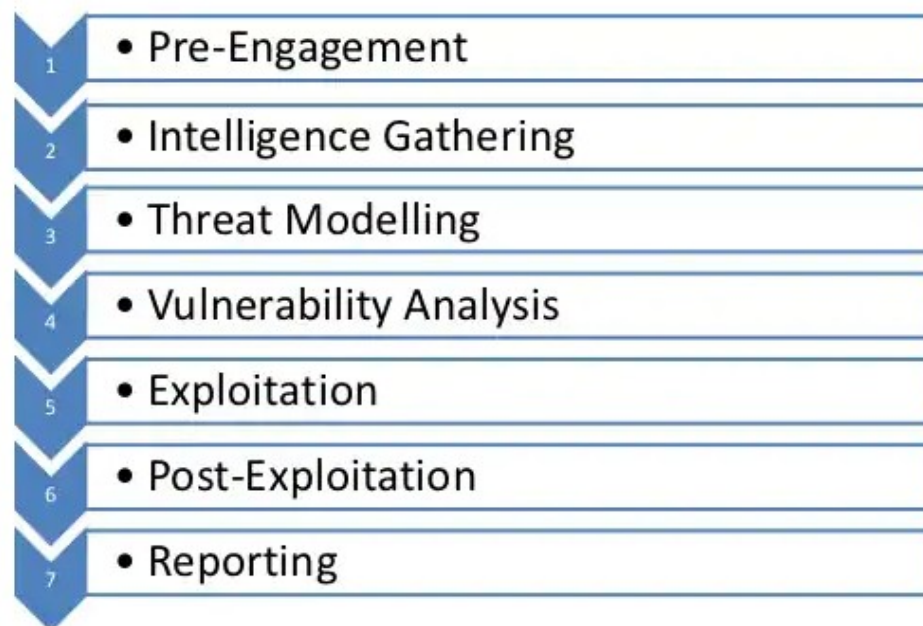 1 • Pre-Engagement
2 • Intelligence Gathering
3 • Threat Modelling
4 • Vulnerability Analysis
5 • Exploitation
6 • Post-Exploitation
7 • Reporting